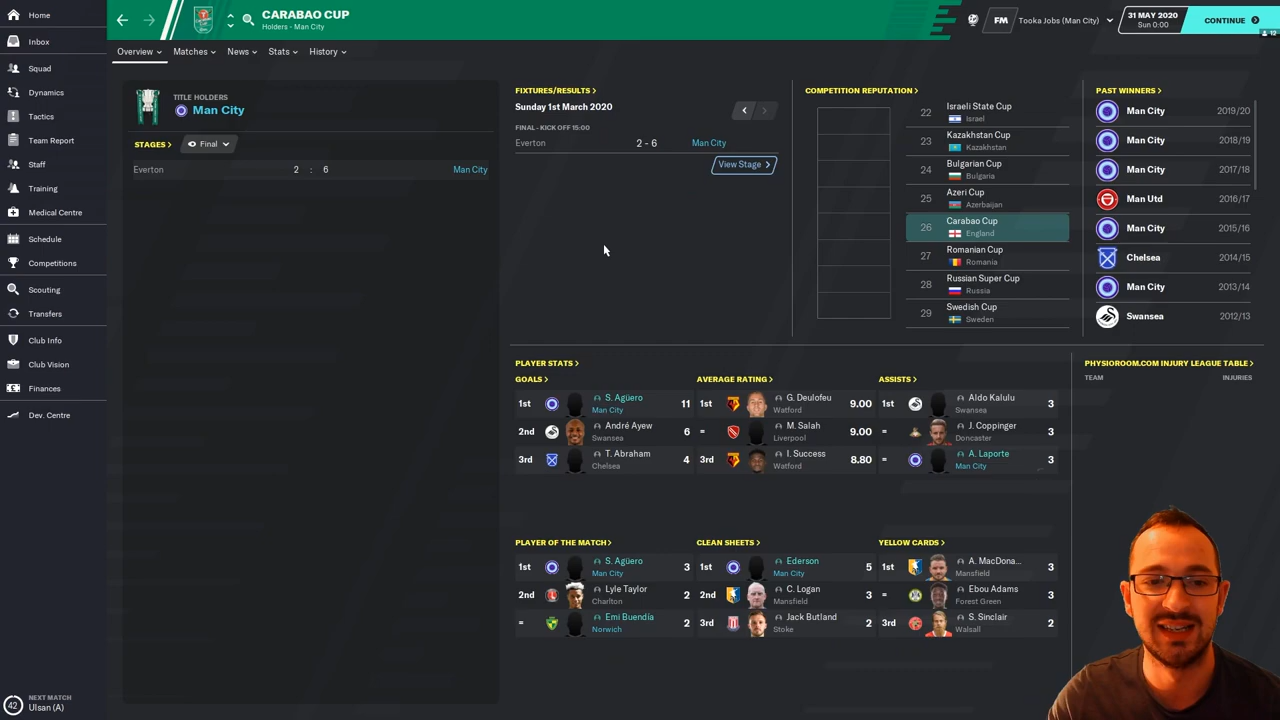 Home
Inbox
Squad
Dynamics
Tactics
Team Report
Staff
Training
Medical Centre
Schedule
Competitions
Scouting
Transfers
Club Info
Club Vision
Finances
Dev. Centre
42
NEXT MATCH
Ulsan (A)
CARABAO CUP
Holders - Man City
FM
Tooka Jobs (Man City)
31 MAY 2020
Sun 0:00
CONTINUE
12
Overview
Matches
News
Stats
History
TITLE HOLDERS
Man City
STAGES
Final
Everton 2 : 6 Man City
FIXTURES/RESULTS
Sunday 1st March 2020
FINAL - KICK OFF 15:00
Everton 2 - 6 Man City
View Stage
COMPETITION REPUTATION
22 Israeli State Cup
Israel
23 Kazakhstan Cup
Kazakhstan
24 Bulgarian Cup
Bulgaria
25 Azeri Cup
Azerbaijan
26 Carabao Cup
England
27 Romanian Cup
Romania
28 Russian Super Cup
Russia
29 Swedish Cup
Sweden
PAST WINNERS
Man City 2019/20
Man City 2018/19
Man City 2017/18
Man Utd 2016/17
Man City 2015/16
Chelsea 2014/15
Man City 2013/14
Swansea 2012/13
PLAYER STATS
GOALS
1st S. Agüero 11
Man City
2nd André Ayew 6
Swansea
3rd T. Abraham 4
Chelsea
AVERAGE RATING
1st G. Deulofeu 9.00
Watford
= M. Salah 9.00
Liverpool
3rd I. Success 8.80
Watford
ASSISTS
1st Aldo Kalulu 3
Swansea
= J. Coppinger 3
Doncaster
= A. Laporte 3
Man City
PHYSIOROOM.COM INJURY LEAGUE TABLE
TEAM INJURIES
PLAYER OF THE MATCH
1st S. Agüero 3
Man City
2nd Lyle Taylor 2
Charlton
= Emi Buendía 2
Norwich
CLEAN SHEETS
1st Ederson 5
Man City
2nd C. Logan 3
Mansfield
3rd Jack Butland 2
Stoke
YELLOW CARDS
1st A. MacDona... 3
Mansfield
= Ebou Adams 3
Forest Green
3rd S. Sinclair 2
Walsall